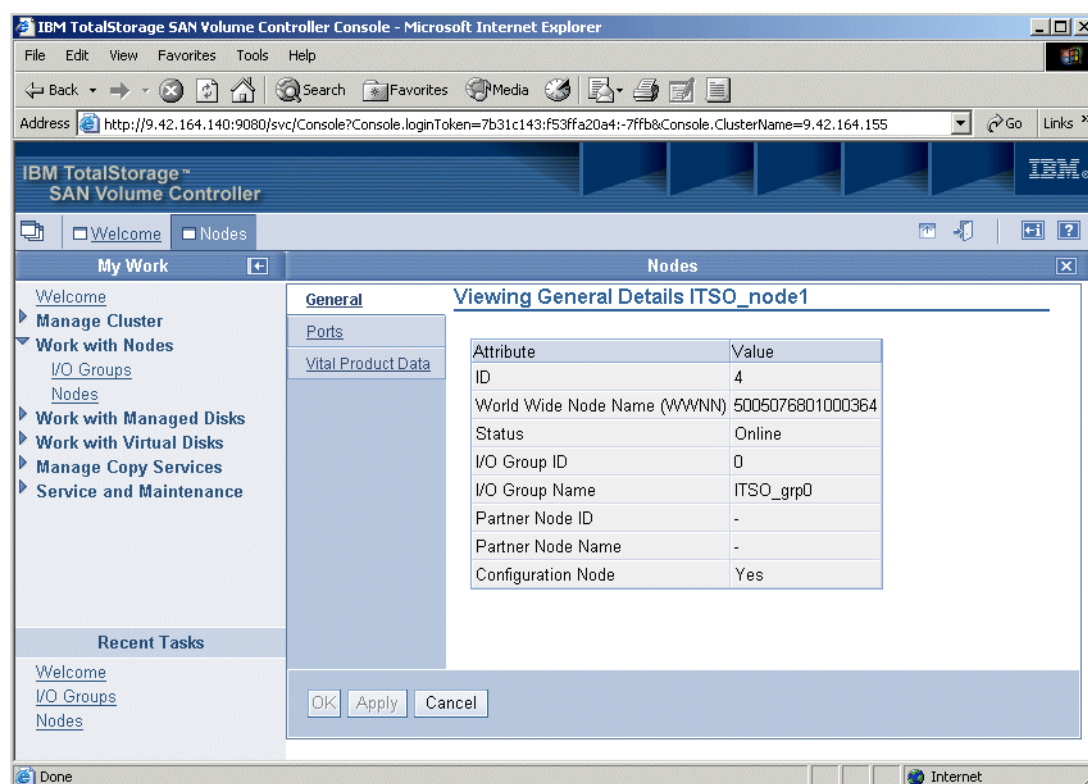 IBM TotalStorage SAN Volume Controller Console - Microsoft Internet Explorer
File Edit View Favorites Tools Help
Back Search Favorites Media
Address http://9.42.164.140:9080/svc/Console?Console.loginToken=7b31c143:f53ffa20a4:-7ffb&Console.ClusterName=9.42.164.155 Go Links »
IBM TotalStorage™
SAN Volume Controller
IBM®
Welcome Nodes
My Work
Nodes
Welcome
Manage Cluster
Work with Nodes
I/O Groups
Nodes
Work with Managed Disks
Work with Virtual Disks
Manage Copy Services
Service and Maintenance
Recent Tasks
Welcome
I/O Groups
Nodes
General
Ports
Vital Product Data
Viewing General Details ITSO_node1
Attribute Value
ID 4
World Wide Node Name (WWNN) 5005076801000364
Status Online
I/O Group ID 0
I/O Group Name ITSO_grp0
Partner Node ID -
Partner Node Name -
Configuration Node Yes
OK Apply Cancel
Done Internet